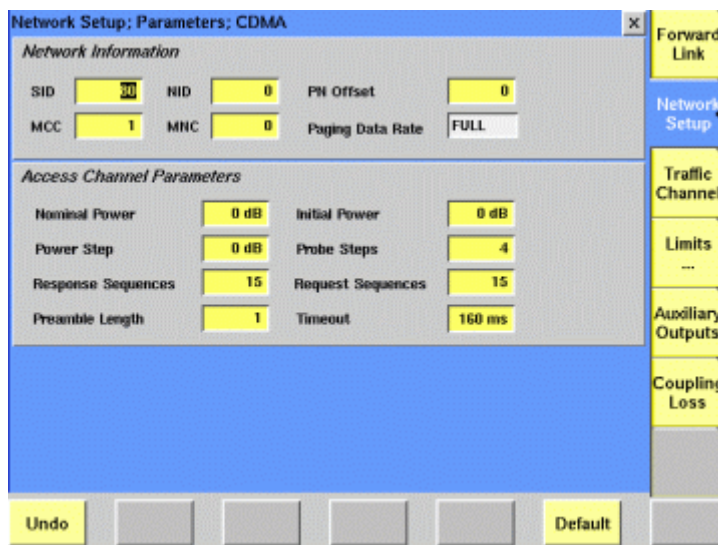 Network Setup; Parameters; CDMA
Network Information
SID 80 NID 0 PN Offset 0
MCC 1 MNC 0 Paging Data Rate FULL
Access Channel Parameters
Nominal Power 0 dB Initial Power 0 dB
Power Step 0 dB Probe Steps 4
Response Sequences 15 Request Sequences 15
Preamble Length 1 Timeout 160 ms
Forward
Link
Network
Setup
Traffic
Channel
Limits
...
Auxiliary
Outputs
Coupling
Loss
Undo Default